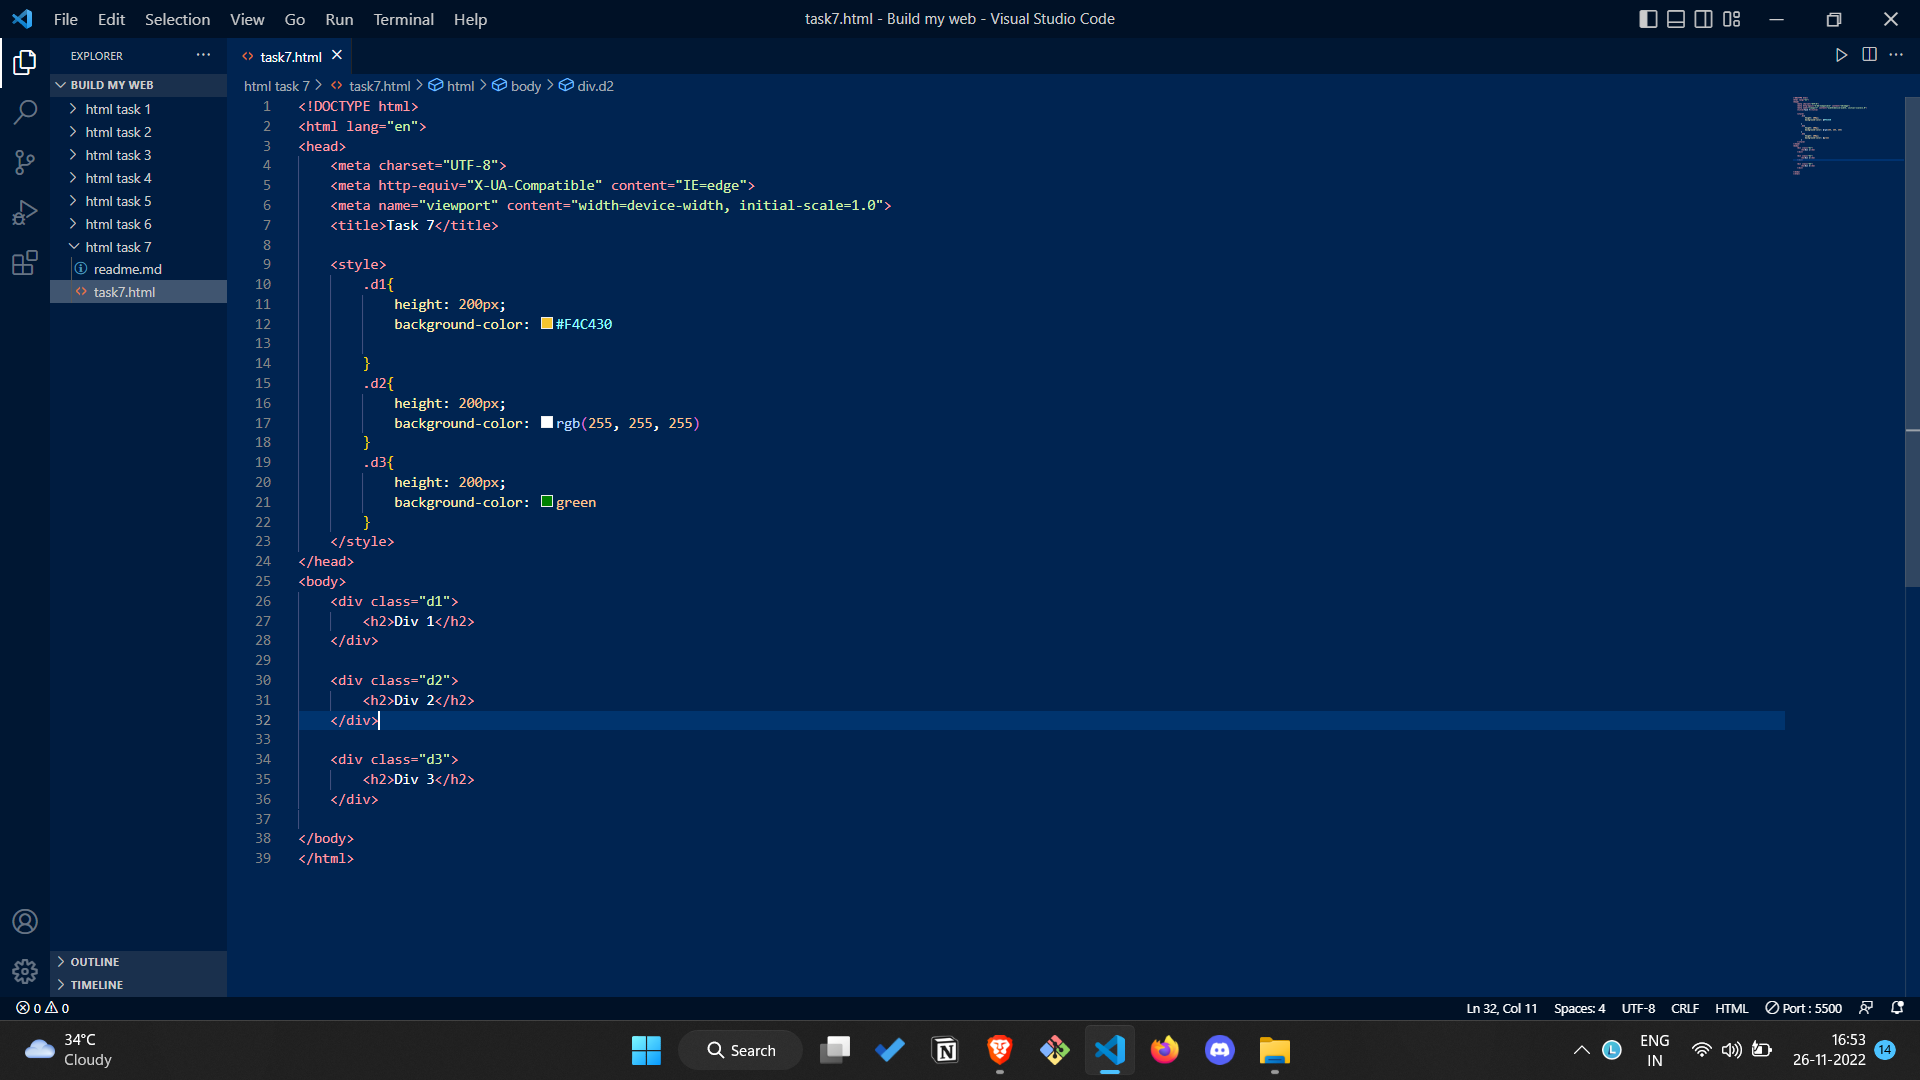 File Edit Selection View Go Run Terminal Help
task7.html - Build my web - Visual Studio Code
EXPLORER
BUILD MY WEB
html task 1
html task 2
html task 3
html task 4
html task 5
html task 6
html task 7
readme.md
task7.html
OUTLINE
TIMELINE
task7.html
html task 7 > task7.html > html > body > div.d2
1 <!DOCTYPE html>
2 <html lang="en">
3 <head>
4     <meta charset="UTF-8">
5     <meta http-equiv="X-UA-Compatible" content="IE=edge">
6     <meta name="viewport" content="width=device-width, initial-scale=1.0">
7     <title>Task 7</title>
8
9     <style>
10         .d1{
11             height: 200px;
12             background-color: #F4C430
13
14         }
15         .d2{
16             height: 200px;
17             background-color: rgb(255, 255, 255)
18         }
19         .d3{
20             height: 200px;
21             background-color: green
22         }
23     </style>
24 </head>
25 <body>
26     <div class="d1">
27         <h2>Div 1</h2>
28     </div>
29
30     <div class="d2">
31         <h2>Div 2</h2>
32     </div>
33
34     <div class="d3">
35         <h2>Div 3</h2>
36     </div>
37
38 </body>
39 </html>
0 0
Ln 32, Col 11 Spaces: 4 UTF-8 CRLF HTML Port : 5500
34°C
Cloudy
Search
ENG
IN
16:53
26-11-2022
14